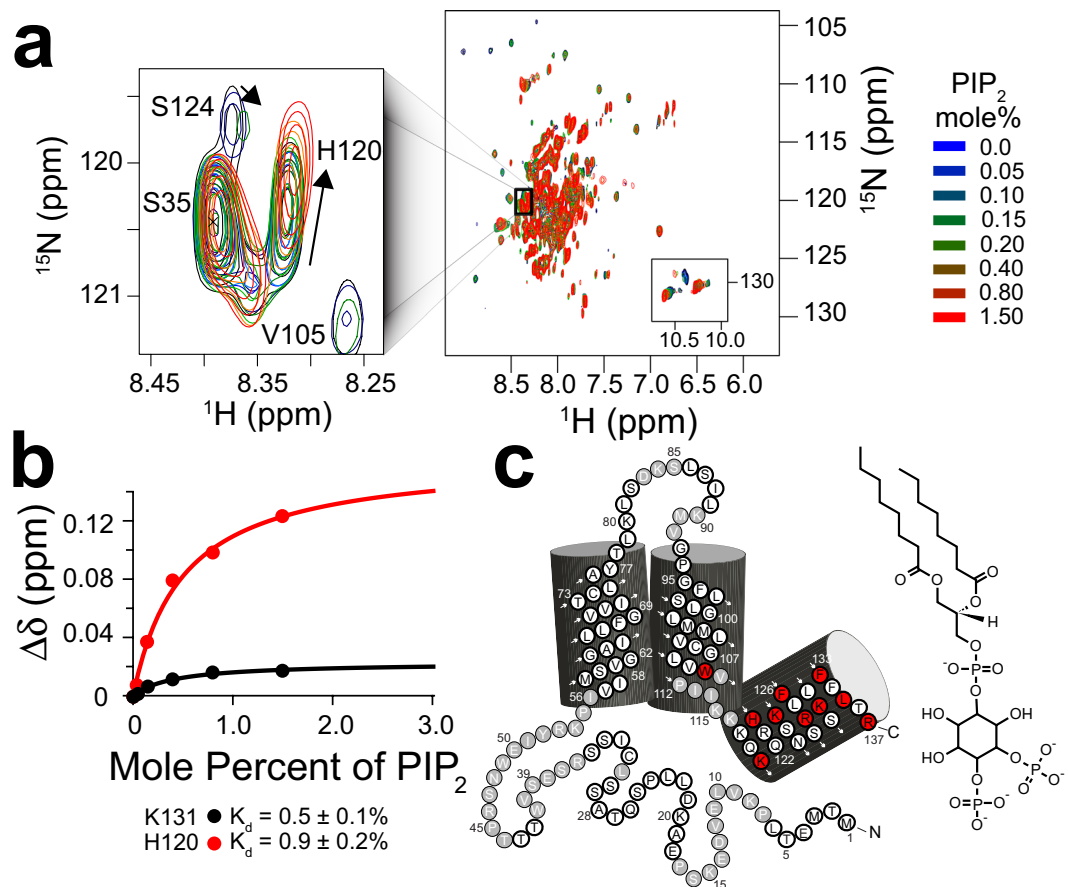 a
S124
S35
H120
V105
120
121
¹⁵N (ppm)
8.45
8.35
8.25
¹H (ppm)
105
110
115
120
125
130
¹⁵N (ppm)
130
10.5
10.0
8.5
8.0
7.5
7.0
6.5
6.0
¹H (ppm)
PIP₂
mole%
0.0
0.05
0.10
0.15
0.20
0.40
0.80
1.50
b
Δδ (ppm)
0.12
0.08
0.04
0
0
1.0
2.0
3.0
Mole Percent of PIP₂
K131 K_d = 0.5 ± 0.1%
H120 K_d = 0.9 ± 0.2%
c
85
S D K S L S I L K M V
80
90
L K L S
G P
T Y A
77
95
G F L
73
T C L
S L G
100
V V I
69
L M M L
L L F G
V C G
G A I
62
L V W V
107
M S V G
58
P I I K
112
115
56
I V I
P
K
133
F
126
F L F
H K L K L T
K R R S S R
K Q Q N S
K
122
137
C
50
E I Y R K
W N S R P T T T W V S E S R S S I C L S S A T Q S P L L D K A E P S K E D V E L V K P L T E M T M
39
45
28
20
15
10
5
1
N
O
O
O
O
H
O
⁻O
P
O
O⁻
O
HO
OH
HO
O
O
O⁻
P
O⁻
O
O
⁻O
P
O
O⁻